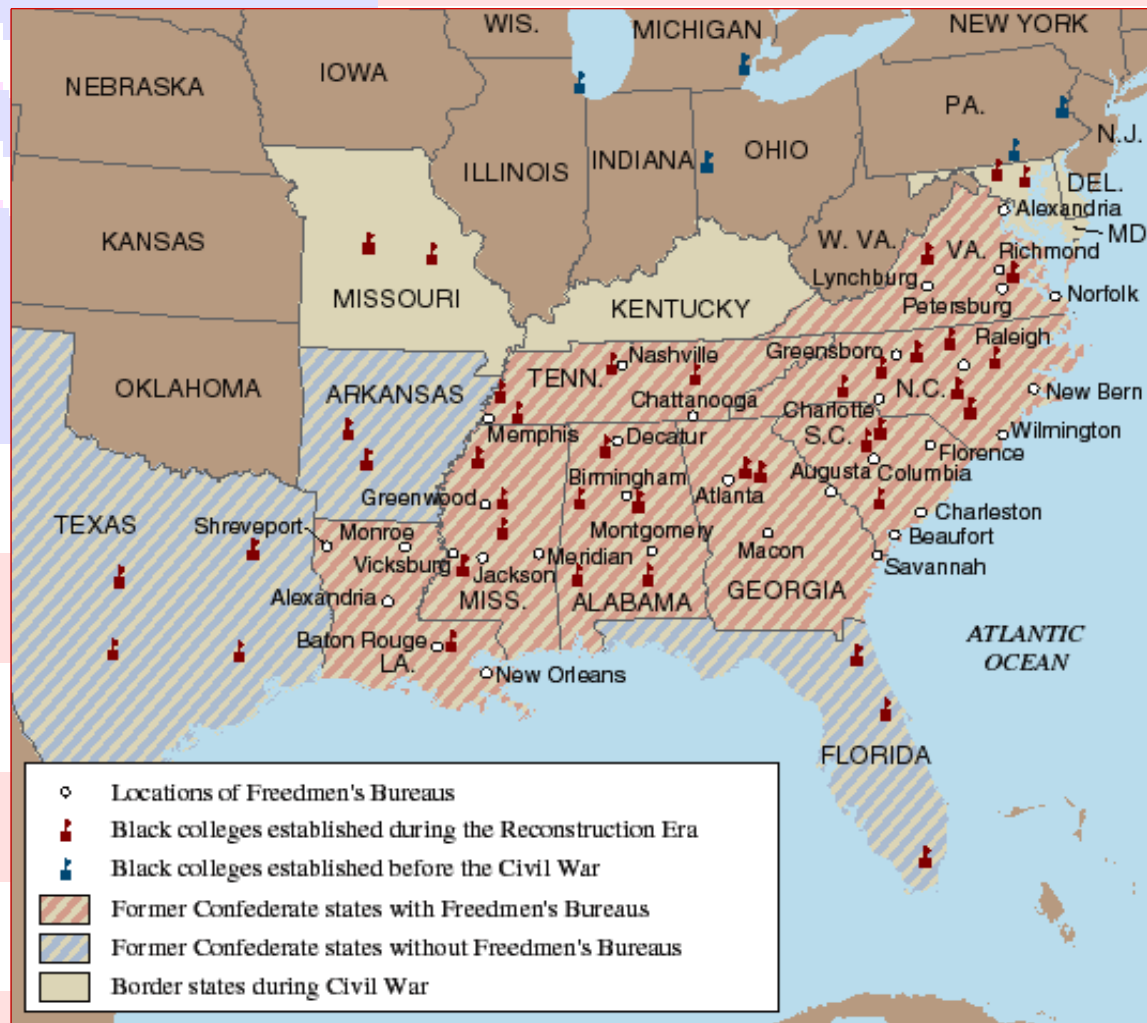 WIS.
MICHIGAN
NEW YORK
NEBRASKA
IOWA
PA.
N.J.
ILLINOIS
INDIANA
OHIO
DEL.
Alexandria
MD
KANSAS
W. VA.
VA.
Richmond
Lynchburg
Petersburg
Norfolk
MISSOURI
KENTUCKY
Nashville
Greensboro
Raleigh
OKLAHOMA
ARKANSAS
TENN.
Chattanooga
Charlotte
N.C.
New Bern
Memphis
Decatur
S.C.
Wilmington
Florence
Birmingham
Augusta
Columbia
Greenwood
Atlanta
TEXAS
Shreveport
Monroe
Montgomery
Charleston
Macon
Beaufort
Vicksburg
Meridian
Savannah
Jackson
Alexandria
MISS.
ALABAMA
GEORGIA
Baton Rouge
LA.
New Orleans
ATLANTIC
OCEAN
FLORIDA
Locations of Freedmen's Bureaus
Black colleges established during the Reconstruction Era
Black colleges established before the Civil War
Former Confederate states with Freedmen's Bureaus
Former Confederate states without Freedmen's Bureaus
Border states during Civil War